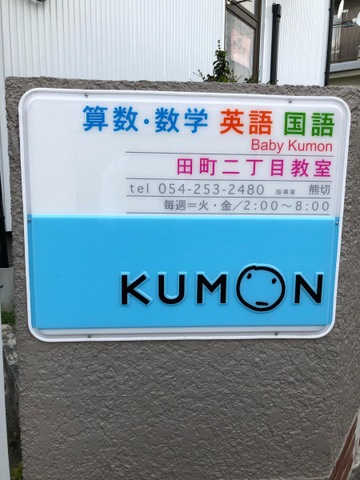 算数・数学 英語 国語
Baby Kumon
田町二丁目教室
tel 054-253-2480 指導者 熊切
毎週=火・金/2:00~8:00
KUMON